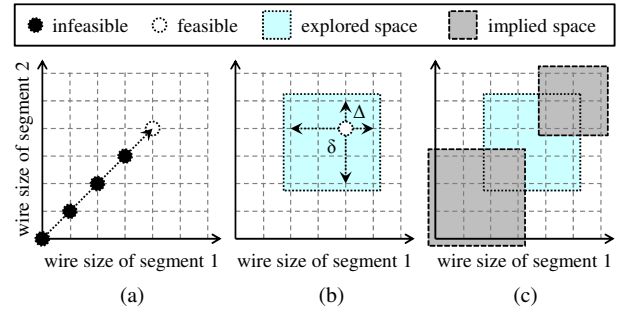 infeasible feasible explored space implied space
wire size of segment 2
Δ
δ
wire size of segment 1 wire size of segment 1 wire size of segment 1
(a) (b) (c)